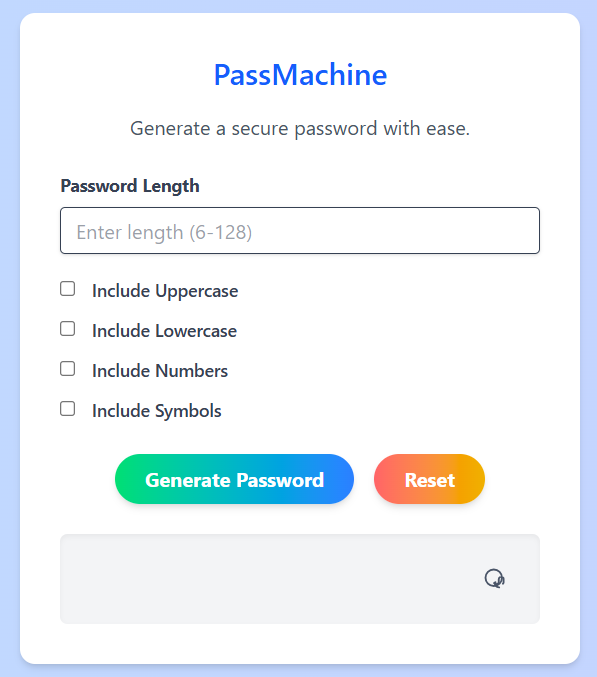 PassMachine
Generate a secure password with ease.
Password Length
Enter length (6-128)
Include Uppercase
Include Lowercase
Include Numbers
Include Symbols
Generate Password Reset